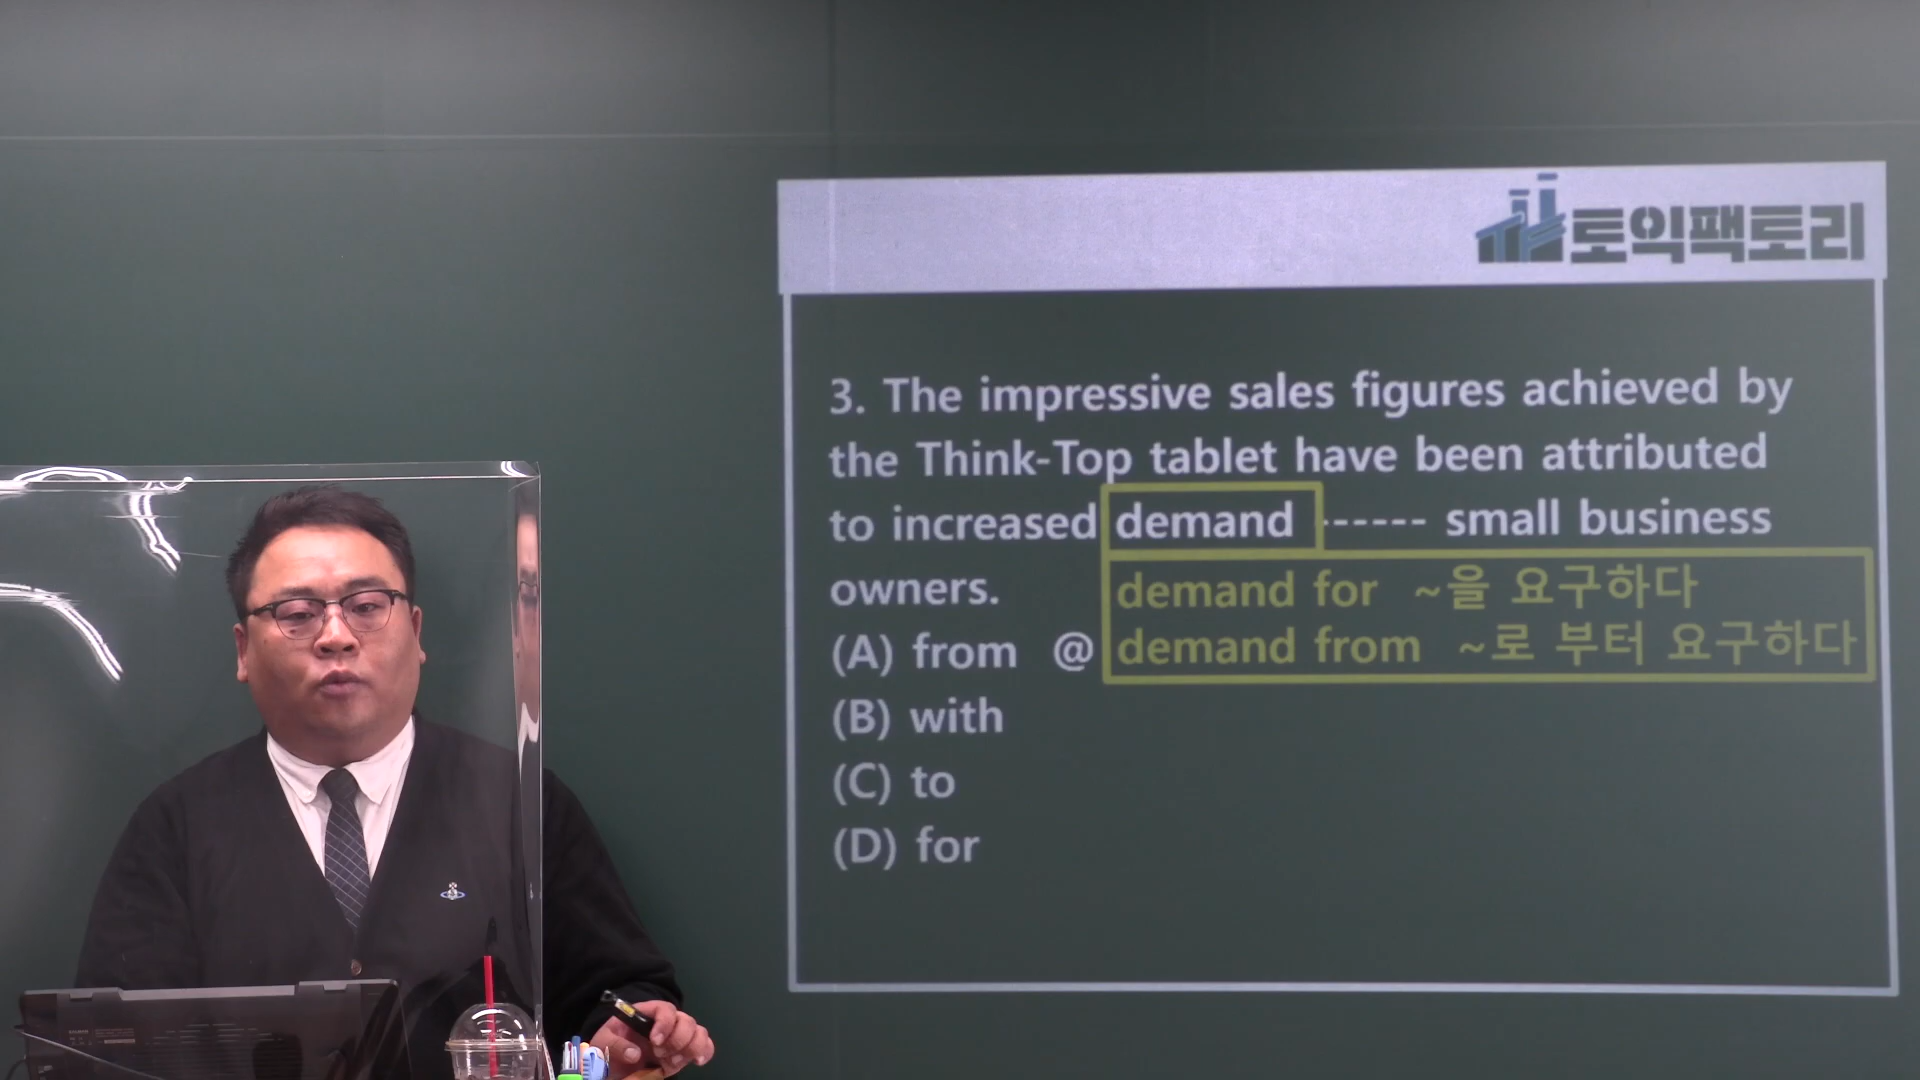 토익팩토리
3. The impressive sales figures achieved by
the Think-Top tablet have been attributed
to increased demand ------ small business
owners.
demand for ~을 요구하다
(A) from @
demand from ~로 부터 요구하다
(B) with
(C) to
(D) for